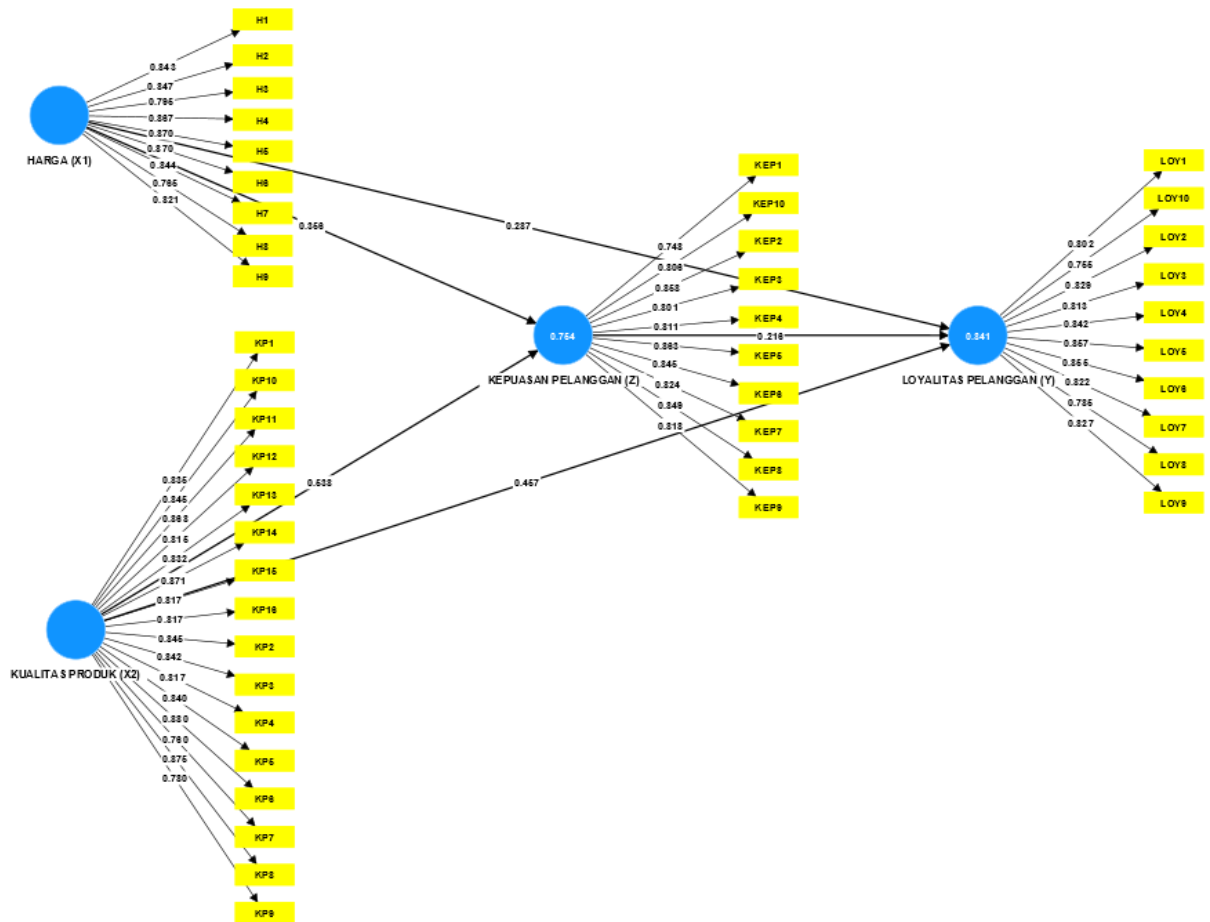 H1
H2
H3
H4
H5
H6
H7
H8
H9
0.843
0.847
0.795
0.867
0.870
0.870
0.844
0.765
0.821
HARGA (X1)
0.287
0.356
KP1
KP10
KP11
KP12
KP13
KP14
KP15
KP16
KP2
KP3
KP4
KP5
KP6
KP7
KP8
KP9
0.835
0.845
0.863
0.815
0.832
0.871
0.817
0.817
0.845
0.842
0.817
0.840
0.880
0.760
0.875
0.780
KUALITAS PRODUK (X2)
0.538
0.457
KEP1
KEP10
KEP2
KEP3
KEP4
KEP5
KEP6
KEP7
KEP8
KEP9
0.748
0.806
0.858
0.801
0.811
0.863
0.845
0.824
0.849
0.818
0.754
KEPUASAN PELANGGAN (Z)
0.216
LOY1
LOY10
LOY2
LOY3
LOY4
LOY5
LOY6
LOY7
LOY8
LOY9
0.802
0.755
0.829
0.813
0.842
0.857
0.855
0.822
0.785
0.827
0.841
LOYALITAS PELANGGAN (Y)